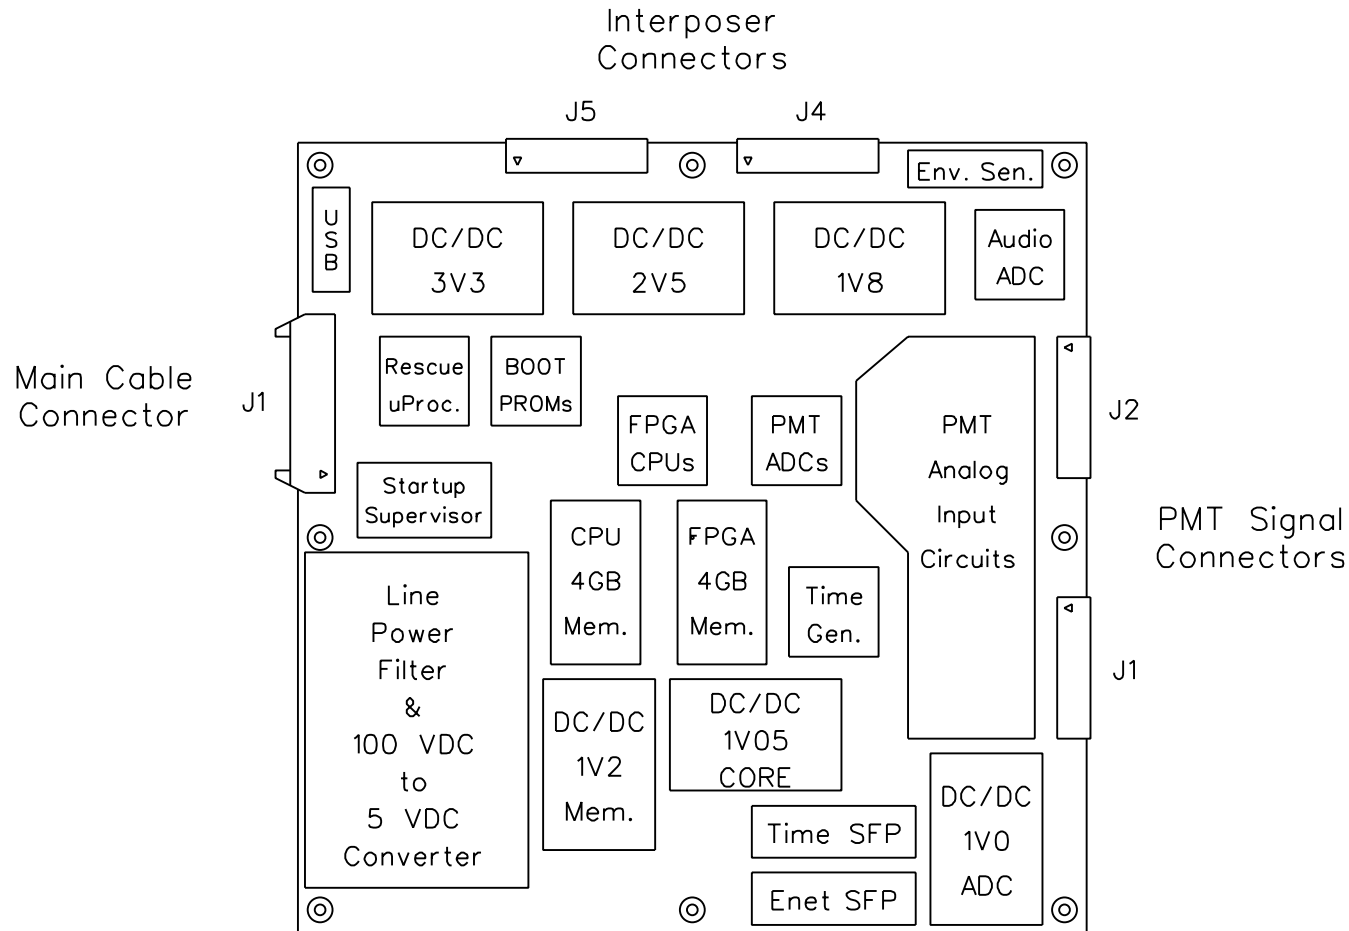 Interposer
Connectors
J5
J4
Env. Sen.
U
S
B
DC/DC
3V3
DC/DC
2V5
DC/DC
1V8
Audio
ADC
Main Cable
Connector
J1
Rescue
uProc.
BOOT
PROMs
FPGA
CPUs
PMT
ADCs
PMT
Analog
Input
Circuits
J2
Startup
Supervisor
CPU
4GB
Mem.
FPGA
4GB
Mem.
Time
Gen.
PMT Signal
Connectors
J1
Line
Power
Filter
&
100 VDC
to
5 VDC
Converter
DC/DC
1V2
Mem.
DC/DC
1V05
CORE
Time SFP
Enet SFP
DC/DC
1V0
ADC